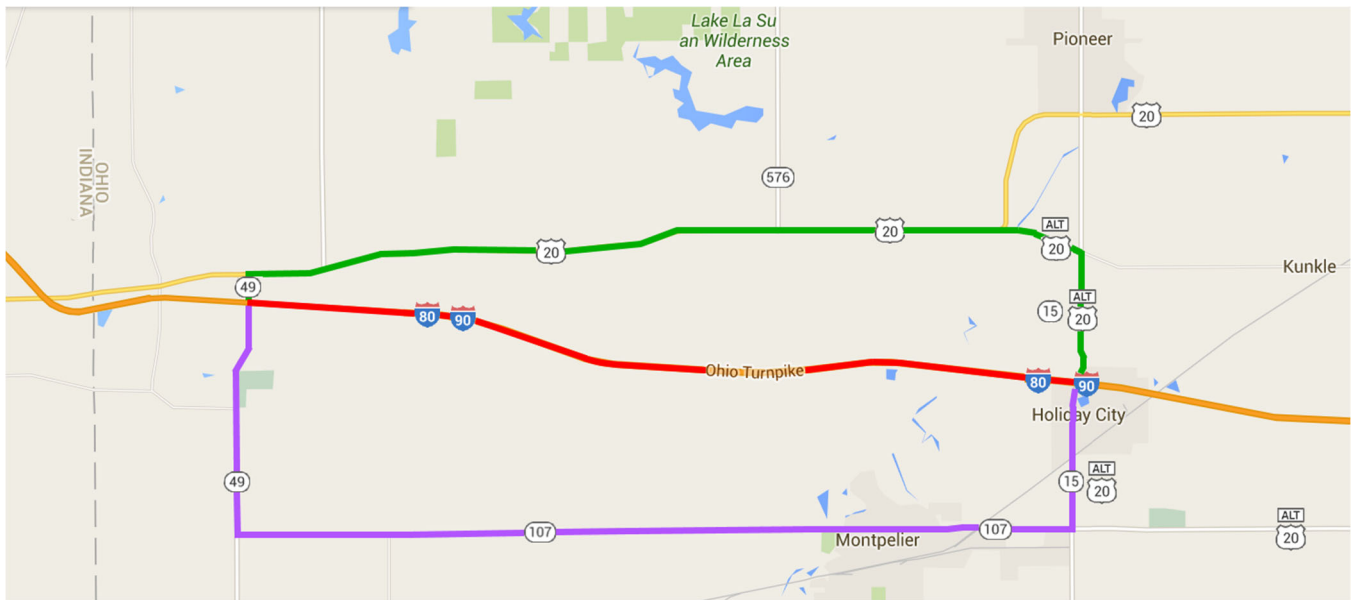 Lake La Su
an Wilderness
Area
Pioneer
20
OHIO
INDIANA
576
ALT
20
20
20
Kunkle
49
ALT
15
20
80
90
Ohio Turnpike
80
90
Holiday City
49
ALT
15
20
107
107
Montpelier
ALT
20